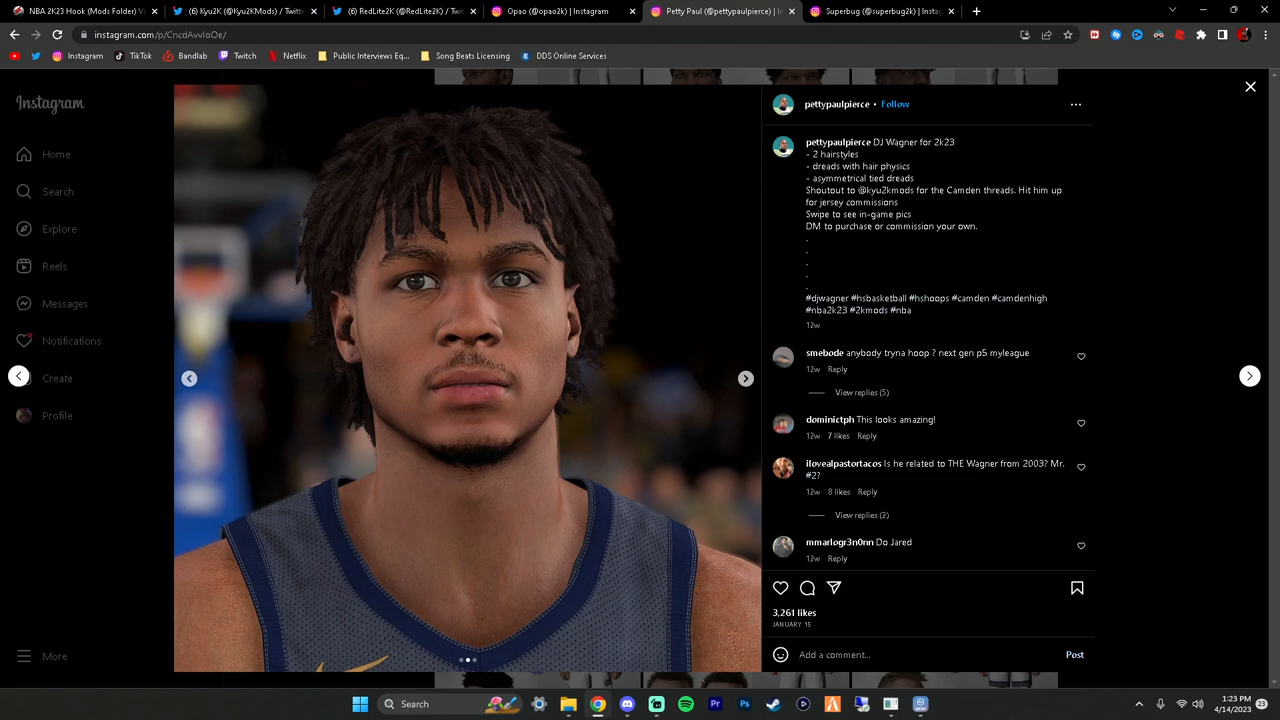 NBA 2K23 Hook (Mods Folder) Vi
(6) Kyu2K (@Kyu2KMods) / Twitte
(6) RedLite2K (@RedLite2K) / Twit
Opao (@opao2k) | Instagram
Petty Paul (@pettypaulpierce) | In
Superbug (@superbug2k) | Instag
instagram.com/p/CncdAvvloOe/
Instagram
TikTok
Bandlab
Twitch
Netflix
Public Interviews Eq...
Song Beats Licensing
DDS Online Services
Instagram
Home
Search
Explore
Reels
Messages
Notifications
Create
Profile
More
pettypaulpierce • Follow
pettypaulpierce DJ Wagner for 2k23
- 2 hairstyles
- dreads with hair physics
- asymmetrical tied dreads
Shoutout to @kyu2kmods for the Camden threads. Hit him up
for jersey commissions
Swipe to see in-game pics
DM to purchase or commission your own.
.
.
.
.
.
#djwagner #hsbasketball #hshoops #camden #camdenhigh
#nba2k23 #2kmods #nba
12w
smebode anybody tryna hoop ? next gen p5 myleague
12w Reply
View replies (5)
dominictph This looks amazing!
12w 7 likes Reply
ilovealpastortacos Is he related to THE Wagner from 2003? Mr.
#2?
12w 8 likes Reply
View replies (2)
mmarlogr3n0nn Do Jared
12w Reply
3,261 likes
JANUARY 15
Add a comment...
Post
Search
1:23 PM
4/14/2023
23